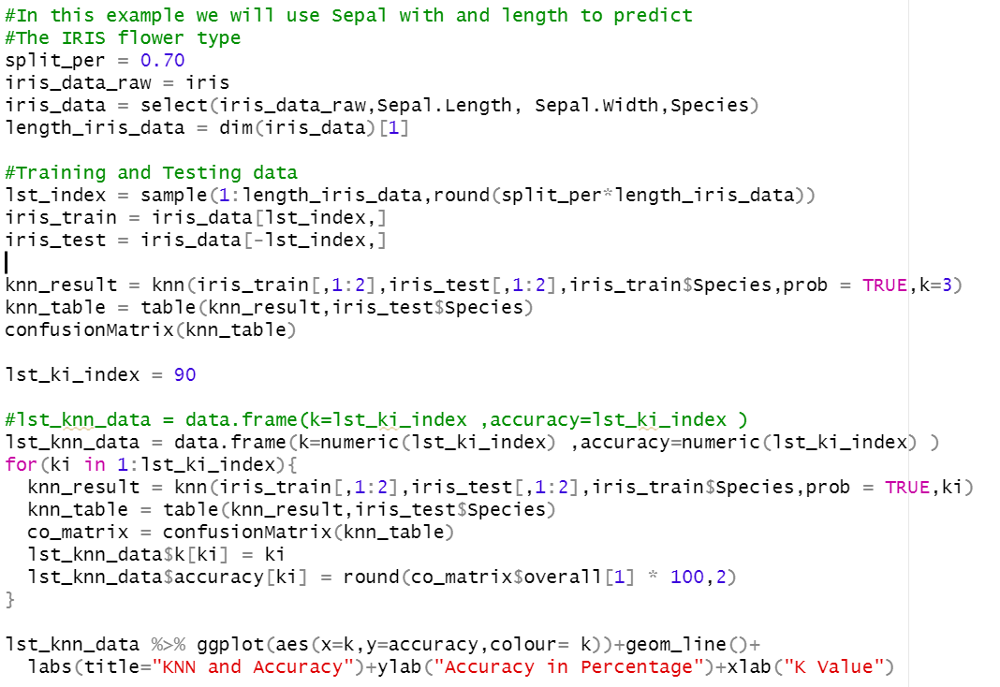 #In this example we will use Sepal with and length to predict
#The IRIS flower type
split_per = 0.70
iris_data_raw = iris
iris_data = select(iris_data_raw,Sepal.Length, Sepal.Width,Species)
length_iris_data = dim(iris_data)[1]
#Training and Testing data
lst_index = sample(1:length_iris_data,round(split_per*length_iris_data))
iris_train = iris_data[lst_index,]
iris_test = iris_data[-lst_index,]
knn_result = knn(iris_train[,1:2],iris_test[,1:2],iris_train$Species,prob = TRUE,k=3)
knn_table = table(knn_result,iris_test$Species)
confusionMatrix(knn_table)
lst_ki_index = 90
#lst_knn_data = data.frame(k=lst_ki_index ,accuracy=lst_ki_index )
lst_knn_data = data.frame(k=numeric(lst_ki_index) ,accuracy=numeric(lst_ki_index) )
for(ki in 1:lst_ki_index){
  knn_result = knn(iris_train[,1:2],iris_test[,1:2],iris_train$Species,prob = TRUE,ki)
  knn_table = table(knn_result,iris_test$Species)
  co_matrix = confusionMatrix(knn_table)
  lst_knn_data$k[ki] = ki
  lst_knn_data$accuracy[ki] = round(co_matrix$overall[1] * 100,2)
}
lst_knn_data %>% ggplot(aes(x=k,y=accuracy,colour= k))+geom_line()+
  labs(title="KNN and Accuracy")+ylab("Accuracy in Percentage")+xlab("K Value")